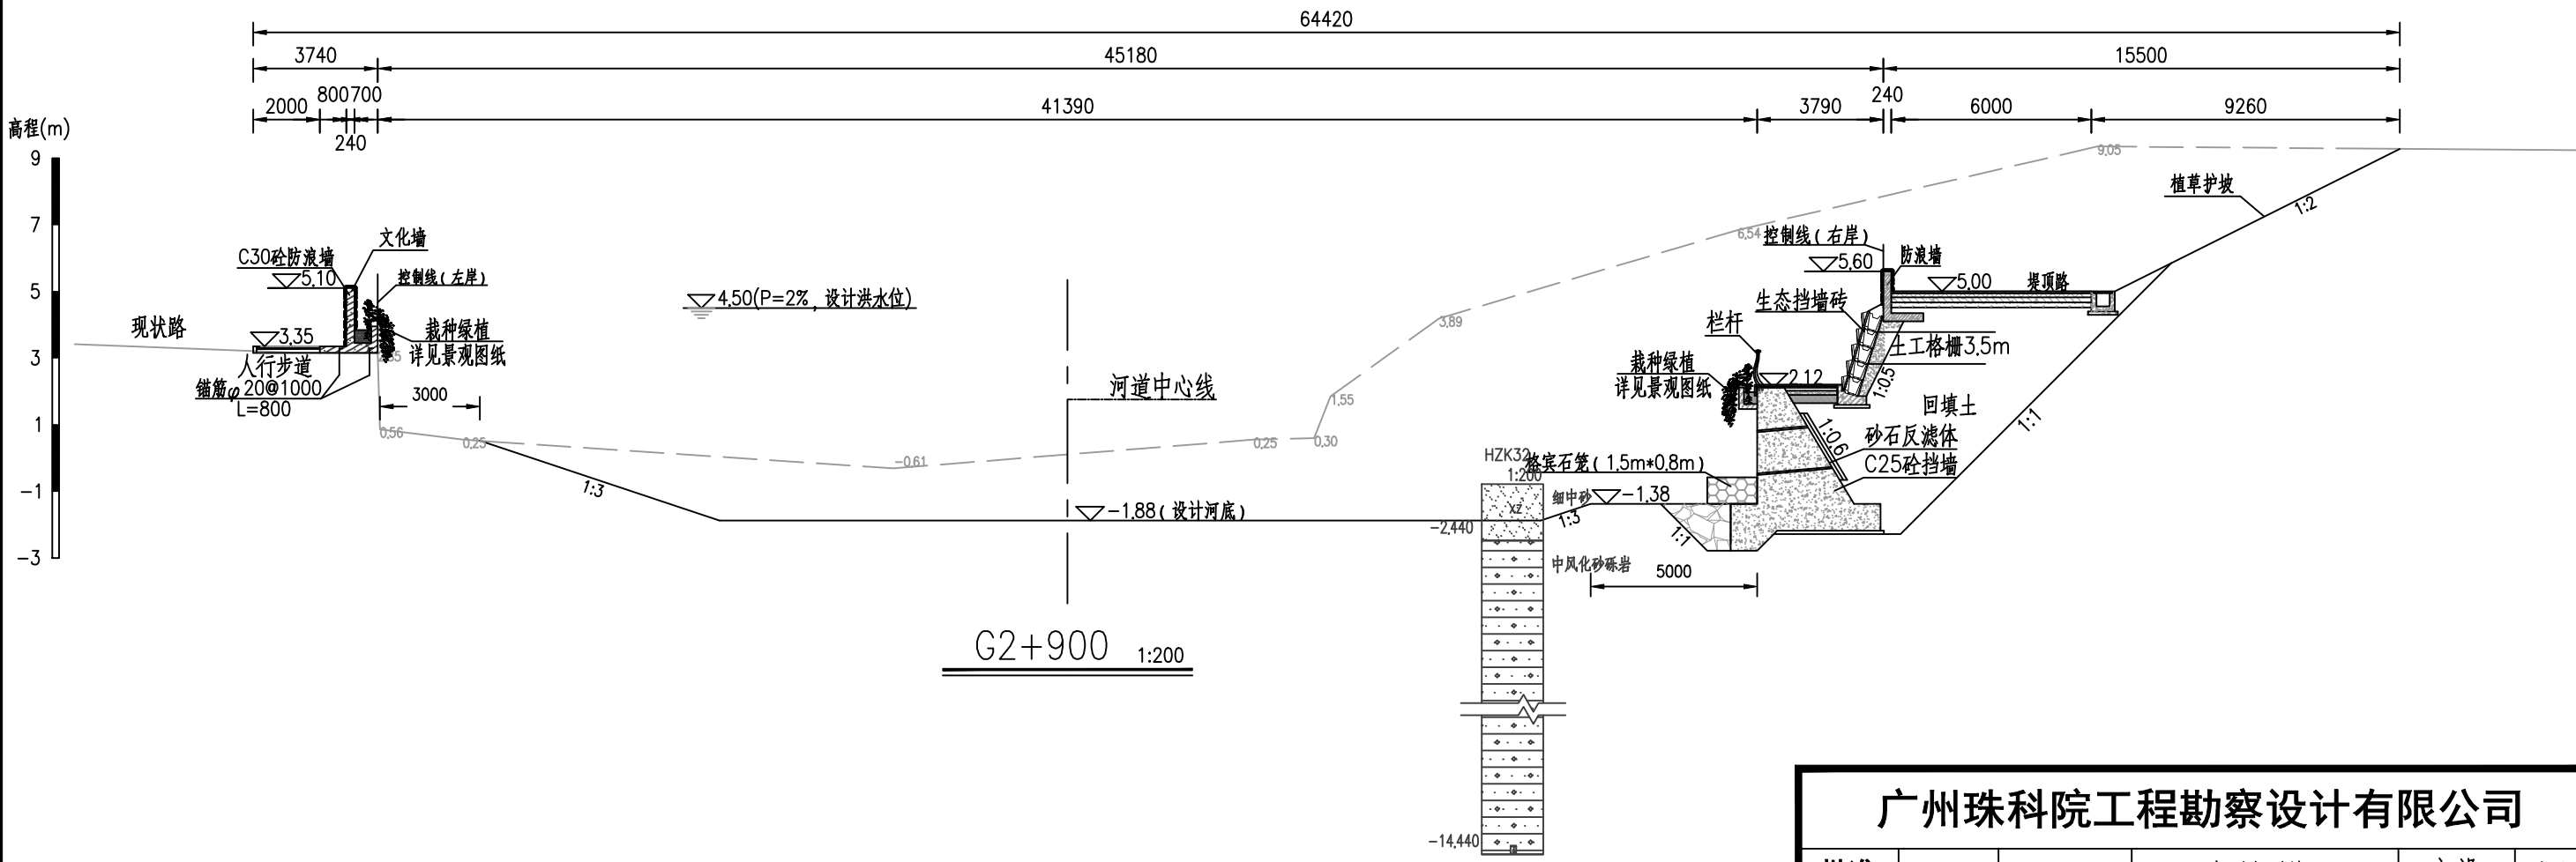 64420
3740
45180
15500
2000
800
700
240
41390
3790
240
6000
9260
高程(m)
9
7
5
3
1
-1
-3
C30砼防浪墙
5.10
文化墙
控制线(左岸)
现状路
3.35
人行步道
锚筋φ20@1000
L=800
栽种绿植
详见景观图纸
3000
0.56
0.25
1:3
4.50(P=2%, 设计洪水位)
河道中心线
-0.61
-1.88(设计河底)
0.25
0.30
1.55
3.89
6.54
9.05
控制线(右岸)
5.60
防浪墙
5.00
堤顶路
植草护坡
1:2
生态挡墙砖
栏杆
栽种绿植
详见景观图纸
2.12
土工格栅3.5m
1:0.5
回填土
1:1
1:0.6
砂石反滤体
C25砼挡墙
HZK32
格宾石笼(1.5m*0.8m)
1:200
细中砂
-1.38
XZ
1:3
-2.440
1:1
中风化砂砾岩
5000
-14.440
G2+900 1:200
广州珠科院工程勘察设计有限公司